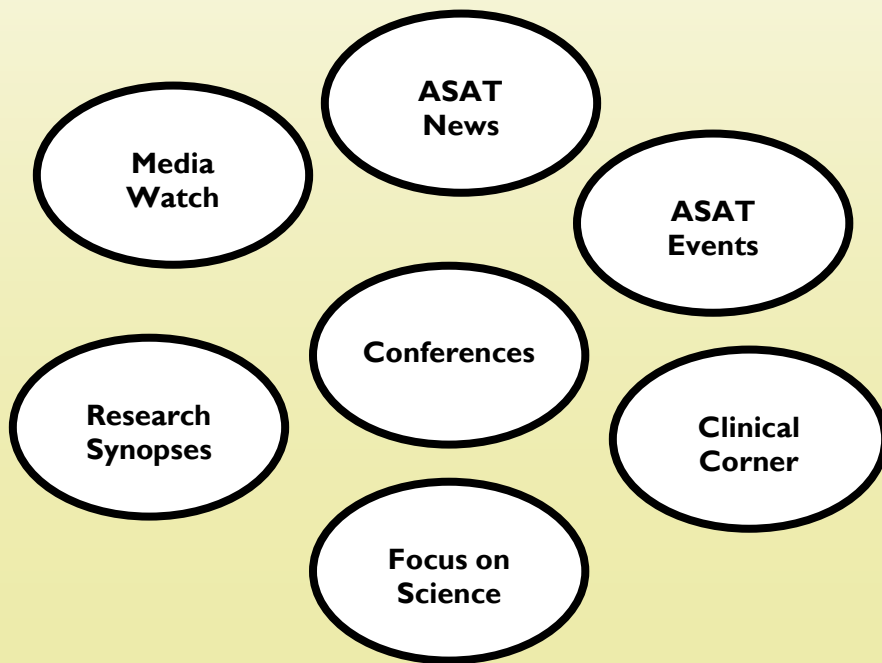 ASAT
News
Media
Watch
ASAT
Events
Conferences
Research
Synopses
Clinical
Corner
Focus on
Science